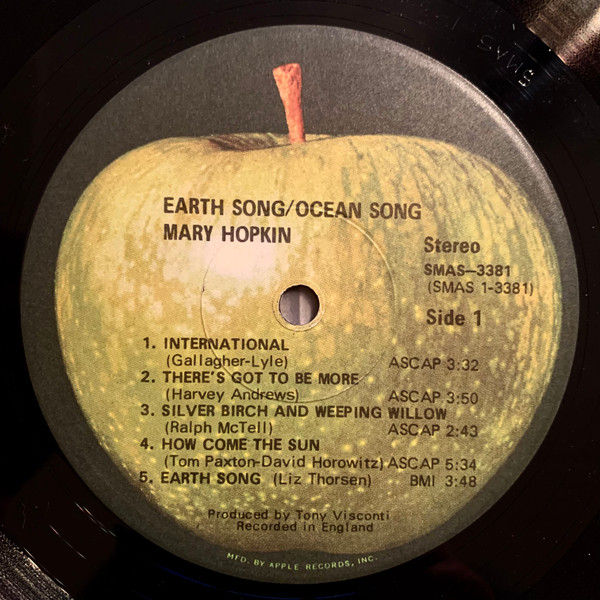 SMAS
EARTH SONG/OCEAN SONG
MARY HOPKIN
Stereo
SMAS—3381
(SMAS 1-3381)
Side 1
1. INTERNATIONAL
(Gallagher-Lyle) ASCAP 3:32
2. THERE'S GOT TO BE MORE
(Harvey Andrews) ASCAP 3:50
3. SILVER BIRCH AND WEEPING WILLOW
(Ralph McTell) ASCAP 2:43
4. HOW COME THE SUN
(Tom Paxton-David Horowitz) ASCAP 5:34
5. EARTH SONG (Liz Thorsen) BMI 3:48
Produced by Tony Visconti
Recorded in England
MFD. BY APPLE RECORDS, INC.